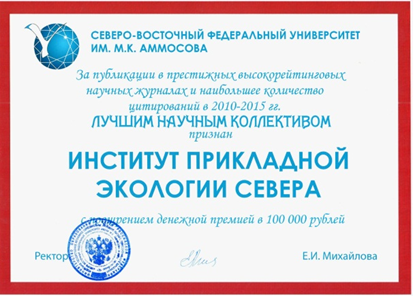 СЕВЕРО-ВОСТОЧНЫЙ ФЕДЕРАЛЬНЫЙ УНИВЕРСИТЕТ
ИМ. М.К. АММОСОВА
За публикации в престижных высокорейтинговых
научных журналах и наибольшее количество
цитирований в 2010-2015 гг.
ЛУЧШИМ НАУЧНЫМ КОЛЛЕКТИВОМ
признан
ИНСТИТУТ ПРИКЛАДНОЙ
ЭКОЛОГИИ СЕВЕРА
с поощрением денежной премией в 100 000 рублей
Ректор Е.И. Михайлова